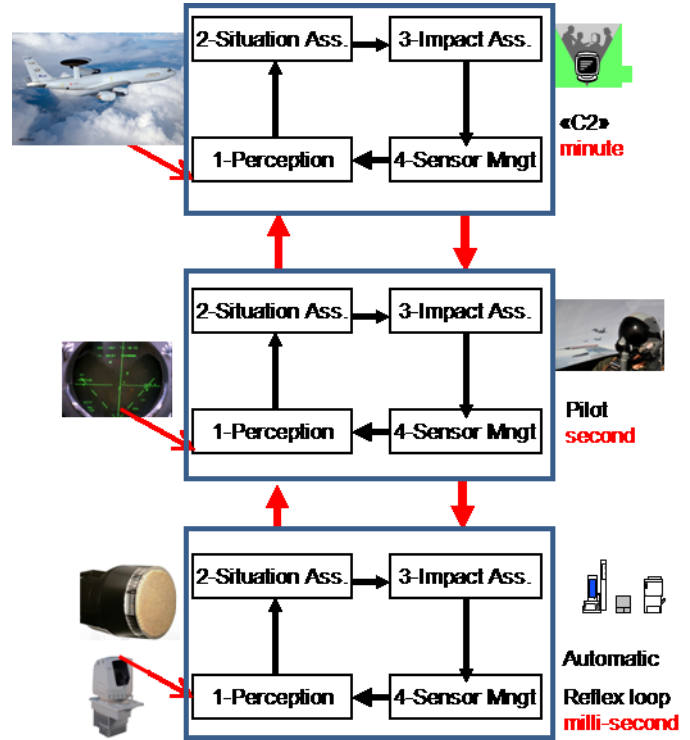 2-Situation Ass.
3-Impact Ass.
1-Perception
4-Sensor Mngt
«C2»
minute
2-Situation Ass.
3-Impact Ass.
1-Perception
4-Sensor Mngt
Pilot
second
2-Situation Ass.
3-Impact Ass.
1-Perception
4-Sensor Mngt
Automatic
Reflex loop
milli-second